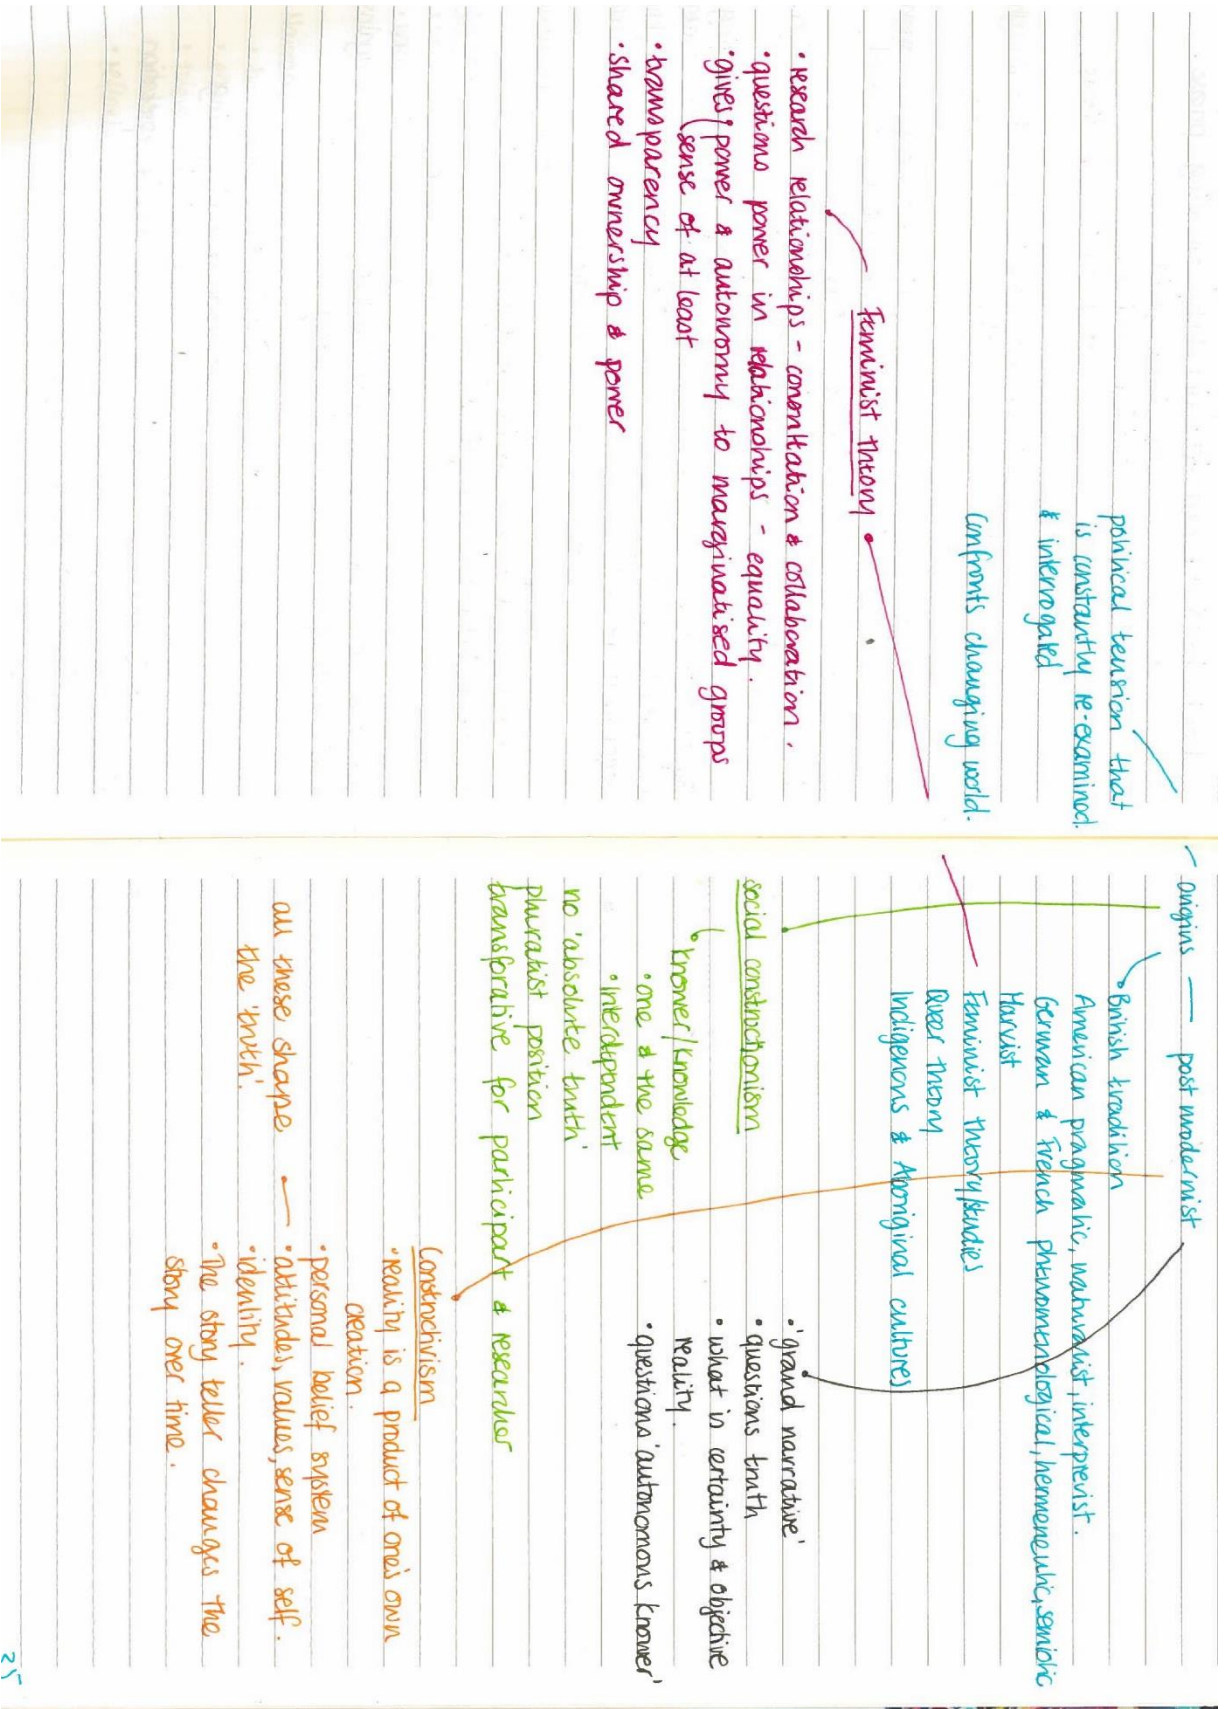 political tension that
is constantly re-examined.
& interrogated
confronts changing world.
Feminist theory
• research relationships - consultation & collaboration.
• questions power in relationships - equality.
• gives power & autonomy to marginalised groups
sense of at least
• transparency
• shared ownership & power
origins — post modernist
• British tradition
American pragmatic, naturalist, interprevist.
German & French phenomenological, hermeneutic, semiotic
Marxist
Feminist theory/studies
Queer theory
Indigenous & Aboriginal cultures
• 'grand narrative'
• questions truth
• what is certainty & objective
reality.
• questions 'autonomous knower'
social constructionism
knower/knowledge
• one & the same
• interdependent
no 'absolute truth'
pluralist position
transforative for participant & researcher
Constructivism
• reality is a product of one's own
creation.
• personal belief system
all these shape — • attitudes, values, sense of self.
the 'truth'. • identity.
• The story teller changes the
story over time.
25